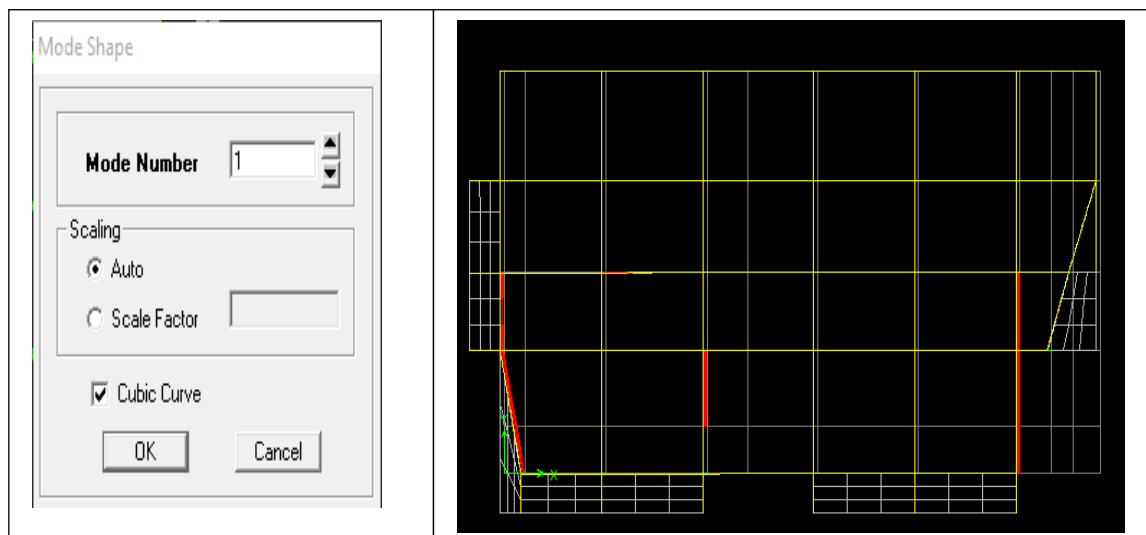 Mode Shape
Mode Number 1
Scaling
Auto
Scale Factor
Cubic Curve
OK Cancel
X